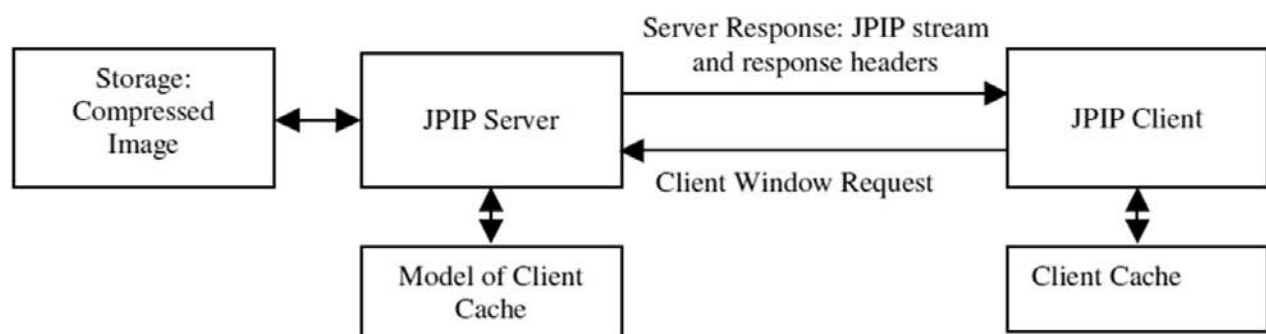 Server Response: JPIP stream
and response headers
Storage:
Compressed
Image
JPIP Server
JPIP Client
Client Window Request
Model of Client
Cache
Client Cache